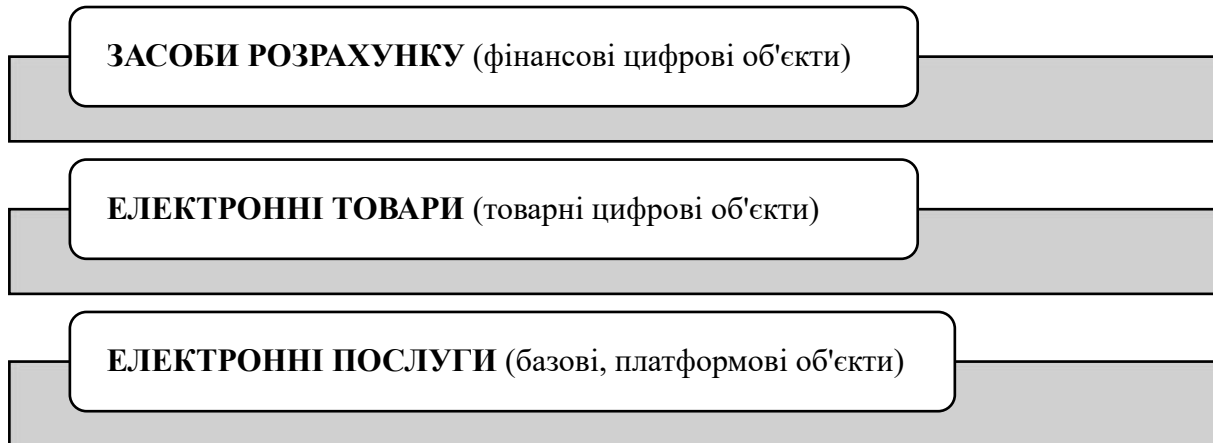 ЗАСОБИ РОЗРАХУНКУ (фінансові цифрові об'єкти)
ЕЛЕКТРОННІ ТОВАРИ (товарні цифрові об'єкти)
ЕЛЕКТРОННІ ПОСЛУГИ (базові, платформові об'єкти)